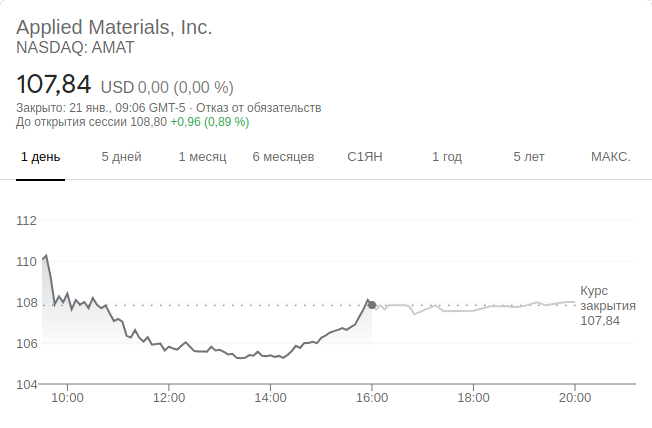 Applied Materials, Inc.
NASDAQ: AMAT
107,84 USD 0,00 (0,00 %)
Закрыто: 21 янв., 09:06 GMT-5 · Отказ от обязательств
До открытия сессии 108,80 +0,96 (0,89 %)
1 день 5 дней 1 месяц 6 месяцев С1ЯН 1 год 5 лет МАКС.
112
110
108
106
104
Курс
закрытия
107,84
10:00 12:00 14:00 16:00 18:00 20:00